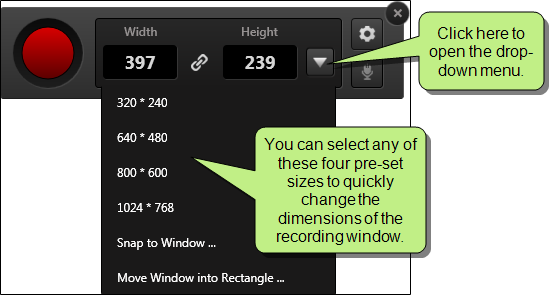 Width Height
397 239
Click here to
open the drop-
down menu.
320 * 240
640 * 480
800 * 600
1024 * 768
Snap to Window ...
Move Window into Rectangle ...
You can select any of
these four pre-set
sizes to quickly
change the
dimensions of the
recording window.